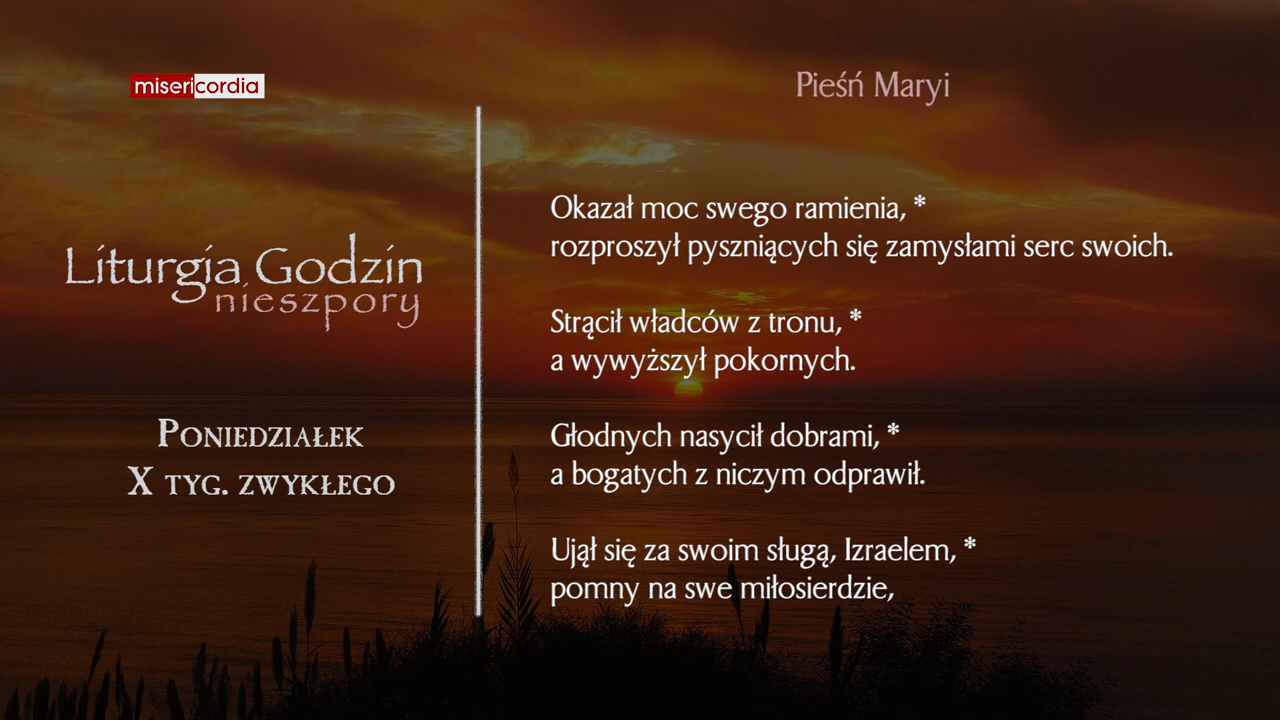 misericordia
Liturgia Godzin
nieszpory
Poniedziałek
X tyg. zwykłego
Pieśń Maryi
Okazał moc swego ramienia, *
rozproszył pyszniących się zamysłami serc swoich.
Strącił władców z tronu, *
a wywyższył pokornych.
Głodnych nasycił dobrami, *
a bogatych z niczym odprawił.
Ujął się za swoim sługą, Izraelem, *
pomny na swe miłosierdzie,